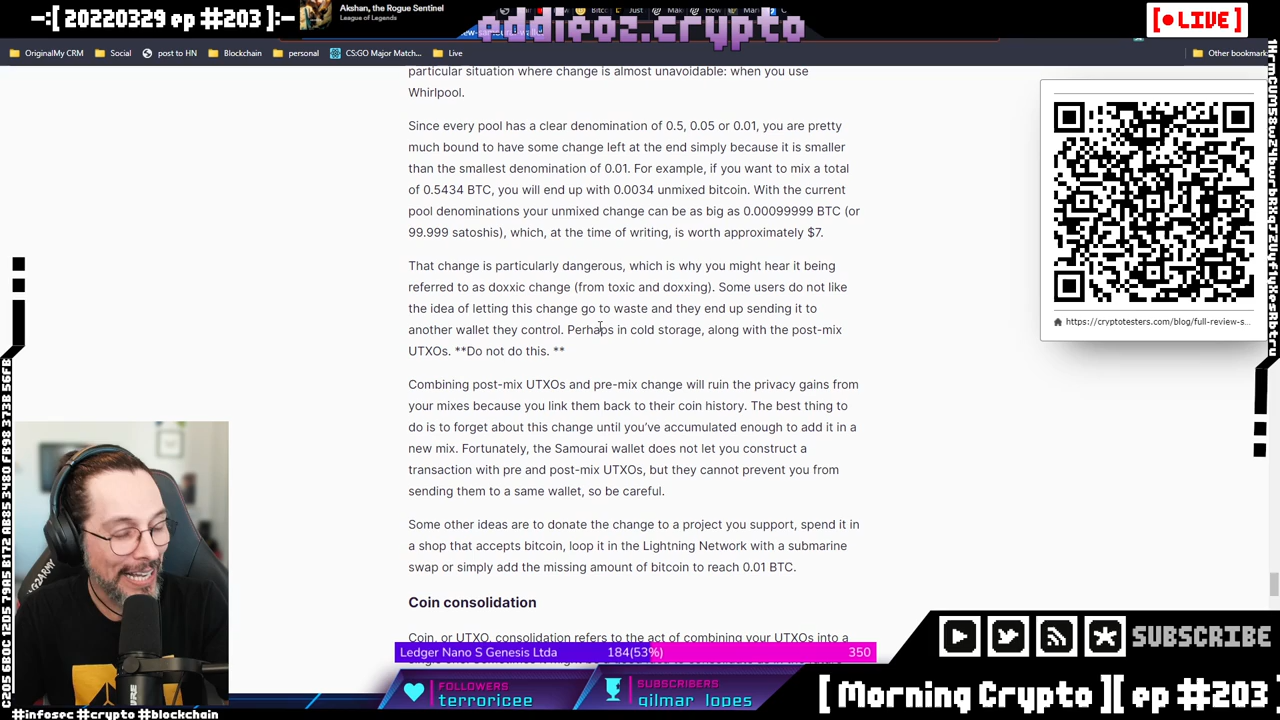 -:[ 20220329 ep #203 ]:-
Akshan, the Rogue Sentinel
League of Legends
eddieoz.crypto
[ LIVE ]
OriginalMy CRM
Social
post to HN
Blockchain
personal
CS:GO Major Match...
Live
Other bookmark
particular situation where change is almost unavoidable: when you use
Whirlpool.
Since every pool has a clear denomination of 0.5, 0.05 or 0.01, you are pretty
much bound to have some change left at the end simply because it is smaller
than the smallest denomination of 0.01. For example, if you want to mix a total
of 0.5434 BTC, you will end up with 0.0034 unmixed bitcoin. With the current
pool denominations your unmixed change can be as big as 0.00099999 BTC (or
99.999 satoshis), which, at the time of writing, is worth approximately $7.
That change is particularly dangerous, which is why you might hear it being
referred to as doxxic change (from toxic and doxxing). Some users do not like
the idea of letting this change go to waste and they end up sending it to
another wallet they control. Perhaps in cold storage, along with the post-mix
UTXOs. **Do not do this. **
Combining post-mix UTXOs and pre-mix change will ruin the privacy gains from
your mixes because you link them back to their coin history. The best thing to
do is to forget about this change until you've accumulated enough to add it in a
new mix. Fortunately, the Samourai wallet does not let you construct a
transaction with pre and post-mix UTXOs, but they cannot prevent you from
sending them to a same wallet, so be careful.
Some other ideas are to donate the change to a project you support, spend it in
a shop that accepts bitcoin, loop it in the Lightning Network with a submarine
swap or simply add the missing amount of bitcoin to reach 0.01 BTC.
Coin consolidation
Coin, or UTXO, consolidation refers to the act of combining your UTXOs into a
https://cryptotesters.com/blog/full-review-s...
Ledger Nano S Genesis Ltda 184(53%) 350
FOLLOWERS
terroricee
SUBSCRIBERS
gilmar_lopes
SUBSCRIBE
[ Morning Crypto ][ ep #203 ]
#infosec #crypto #blockchain